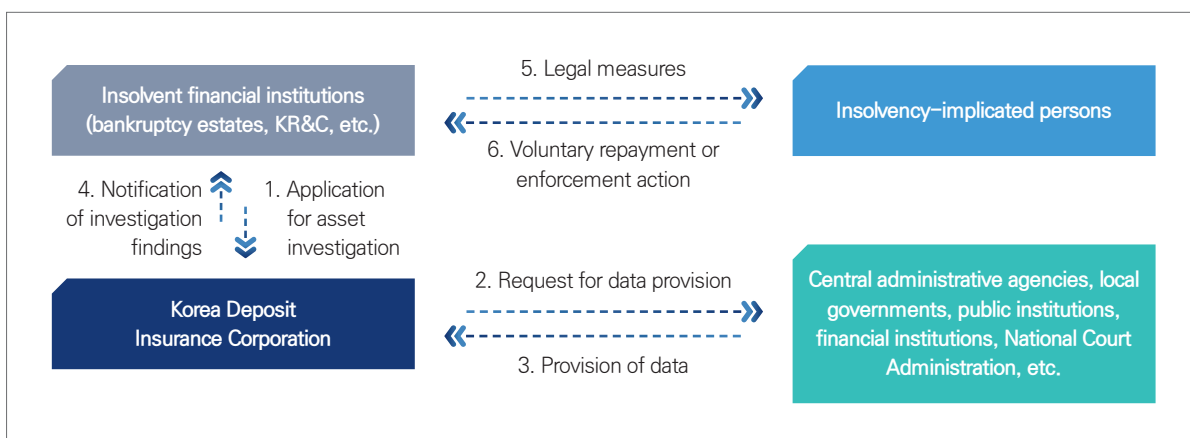 Insolvent financial institutions
(bankruptcy estates, KR&C, etc.)
5. Legal measures
6. Voluntary repayment or
enforcement action
Insolvency-implicated persons
4. Notification
of investigation
findings
1. Application
for asset
investigation
Korea Deposit
Insurance Corporation
2. Request for data provision
3. Provision of data
Central administrative agencies, local
governments, public institutions,
financial institutions, National Court
Administration, etc.